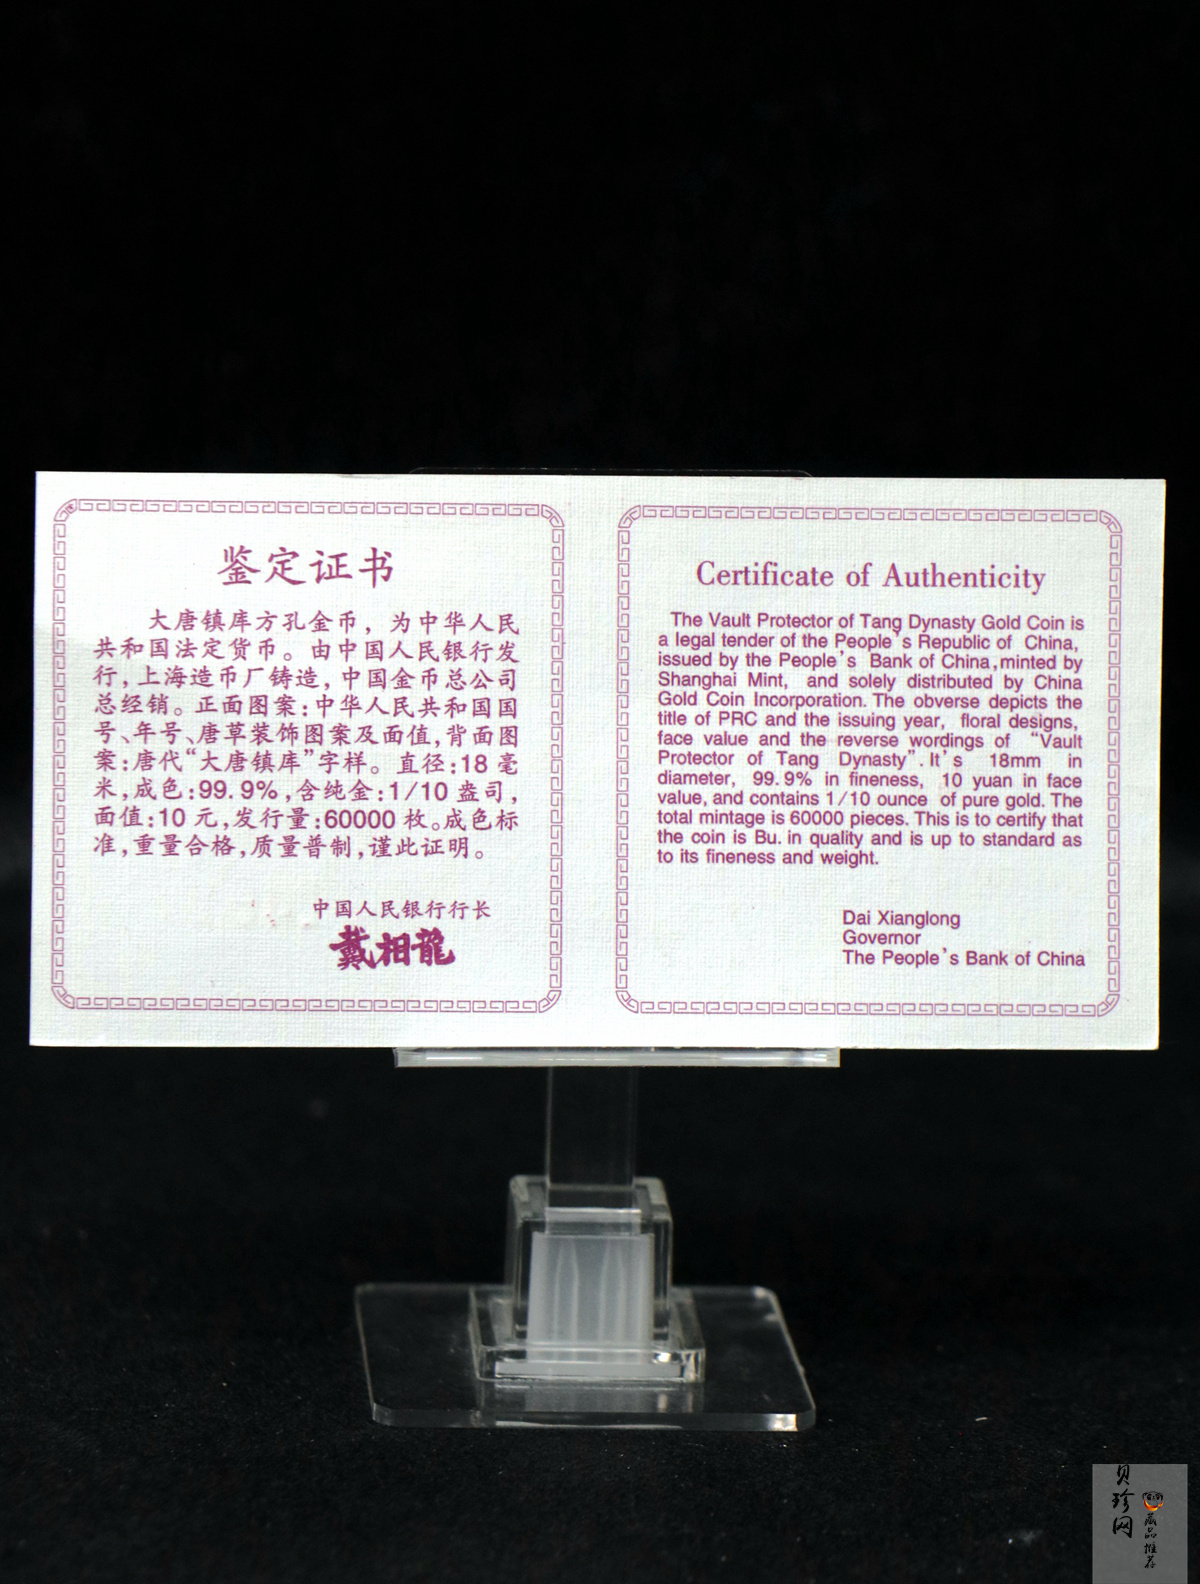 鉴定证书
大唐镇库方孔金币，为中华人民
共和国法定货币。由中国人民银行发
行，上海造币厂铸造，中国金币总公司
总经销。正面图案：中华人民共和国国
号、年号、唐草装饰图案及面值，背面图
案：唐代“大唐镇库”字样。直径：18毫
米，成色：99.9%，含纯金：1/10盎司，
面值：10元，发行量：60000枚。成色标
准，重量合格，质量普制，谨此证明。
中国人民银行行长
戴相龍
Certificate of Authenticity
The Vault Protector of Tang Dynasty Gold Coin is
a legal tender of the People's Republic of China,
issued by the People's Bank of China, minted by
Shanghai Mint, and solely distributed by China
Gold Coin Incorporation. The obverse depicts the
title of PRC and the issuing year, floral designs,
face value and the reverse wordings of “Vault
Protector of Tang Dynasty”. It's 18mm in
diameter, 99.9% in fineness, 10 yuan in face
value, and contains 1/10 ounce of pure gold. The
total mintage is 60000 pieces. This is to certify that
the coin is Bu. in quality and is up to standard as
to its fineness and weight.
Dai Xianglong
Governor
The People's Bank of China
贝珍网
藏品推荐